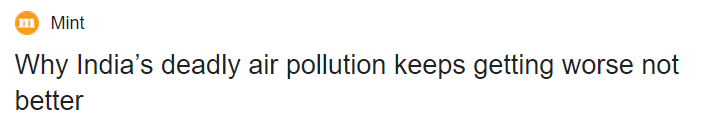 Mint
Why India’s deadly air pollution keeps getting worse not
better